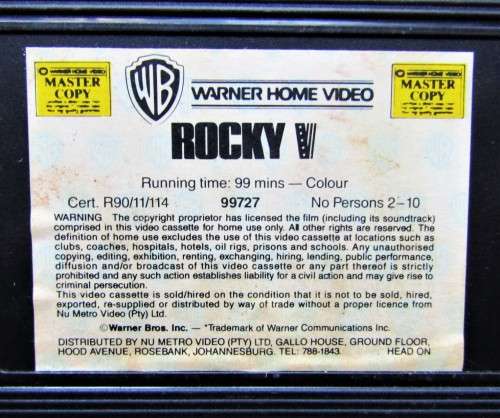 WARNER HOME VIDEO
MASTER
COPY
WB
WARNER HOME VIDEO
WARNER HOME VIDEO
MASTER
COPY
ROCKY V
Running time: 99 mins — Colour
Cert. R90/11/114 99727 No Persons 2–10
WARNING The copyright proprietor has licensed the film (including its soundtrack)
comprised in this video cassette for home use only. All other rights are reserved. The
definition of home use excludes the use of this video cassette at locations such as
clubs, coaches, hospitals, hotels, oil rigs, prisons and schools. Any unauthorised
copying, editing, exhibition, renting, exchanging, hiring, lending, public performance,
diffusion and/or broadcast of this video cassette or any part thereof is strictly
prohibited and any such action establishes liability for a civil action and may give rise to
criminal persecution.
This video cassette is sold/hired on the condition that it is not to be sold, hired,
exported, re-supplied or distributed by way of trade without a proper licence from
Nu Metro Video (Pty) Ltd.
©Warner Bros. Inc. — *Trademark of Warner Communications Inc.
DISTRIBUTED BY NU METRO VIDEO (PTY) LTD, GALLO HOUSE, GROUND FLOOR,
HOOD AVENUE, ROSEBANK, JOHANNESBURG. TEL: 788-1843. HEAD ON